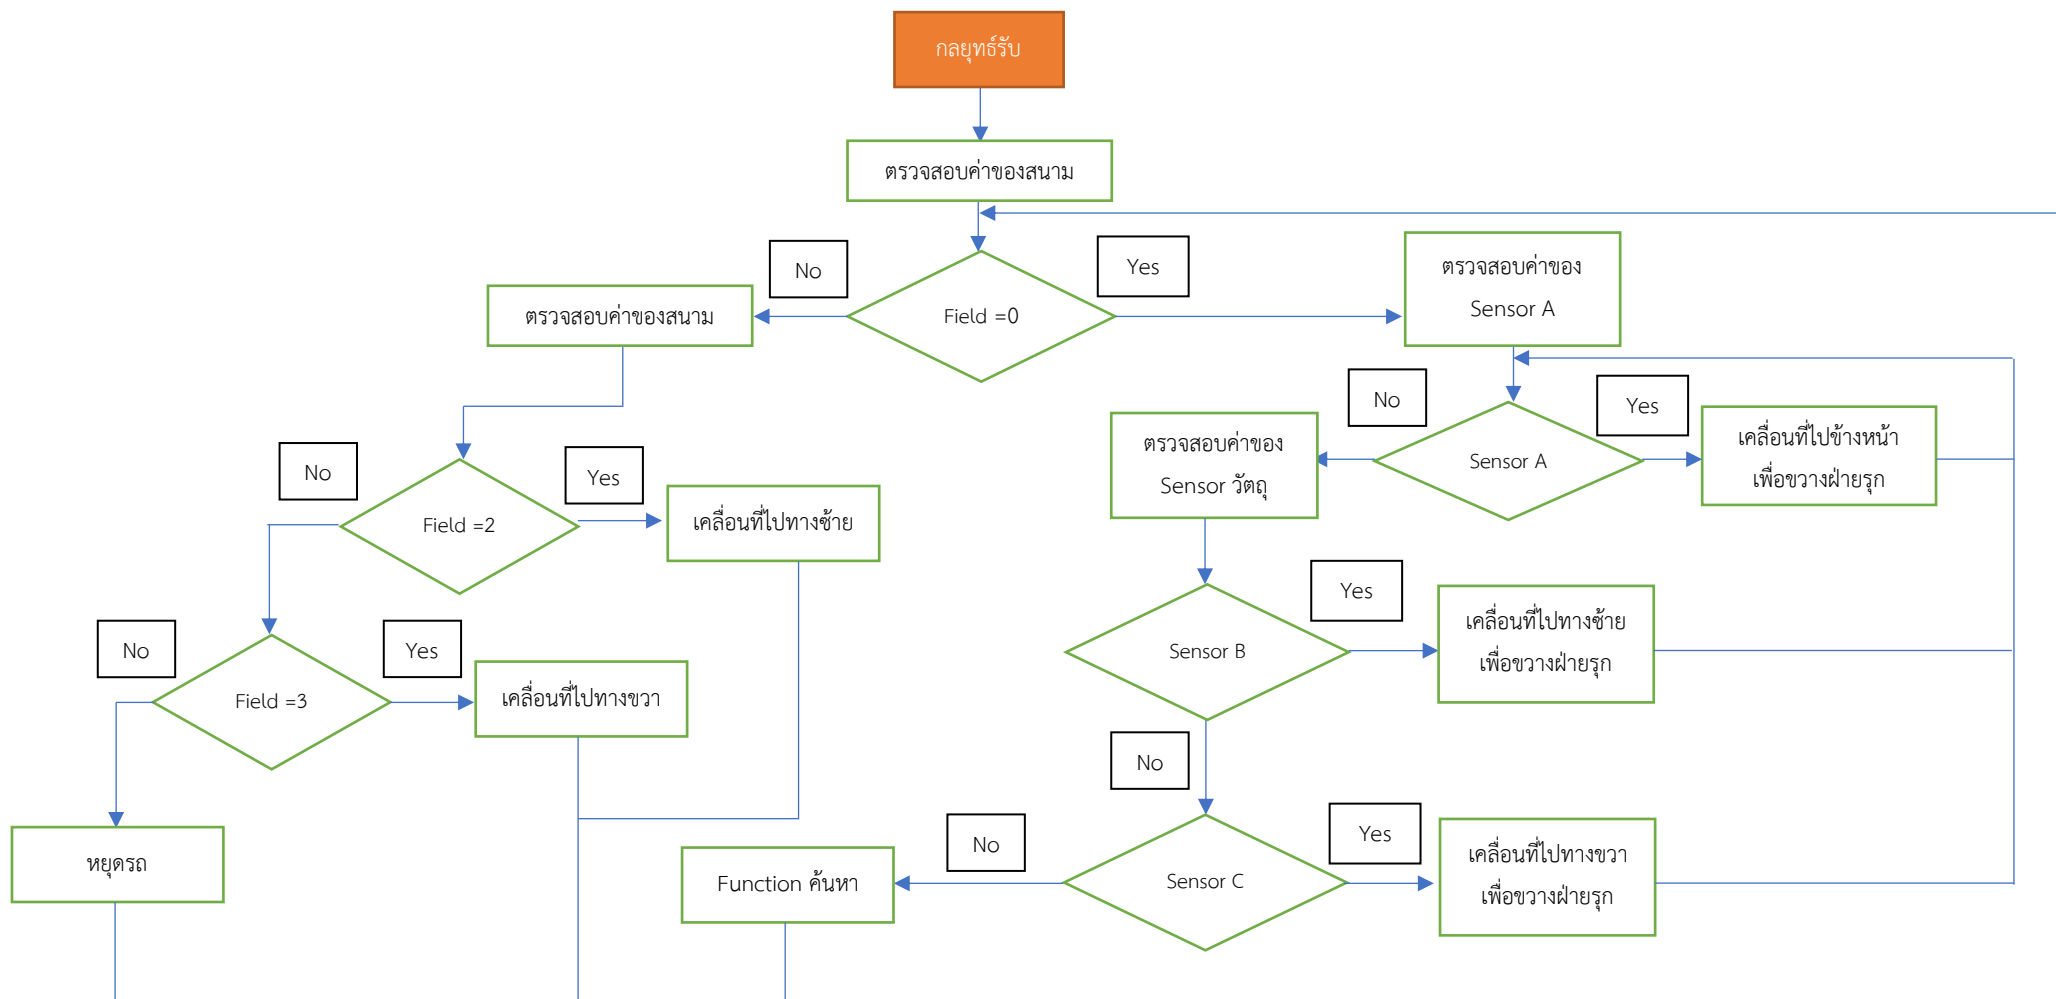 กลยุทธ์รับ
ตรวจสอบค่าของสนาม
No
Yes
ตรวจสอบค่าของ
Sensor A
ตรวจสอบค่าของสนาม
Field =0
No
Yes
ตรวจสอบค่าของ
Sensor วัตถุ
Sensor A
เคลื่อนที่ไปข้างหน้า
เพื่อขวางฝ่ายรุก
No
Yes
Field =2
เคลื่อนที่ไปทางซ้าย
Yes
No
Yes
Sensor B
เคลื่อนที่ไปทางซ้าย
เพื่อขวางฝ่ายรุก
Field =3
เคลื่อนที่ไปทางขวา
No
หยุดรถ
No
Yes
Function ค้นหา
Sensor C
เคลื่อนที่ไปทางขวา
เพื่อขวางฝ่ายรุก